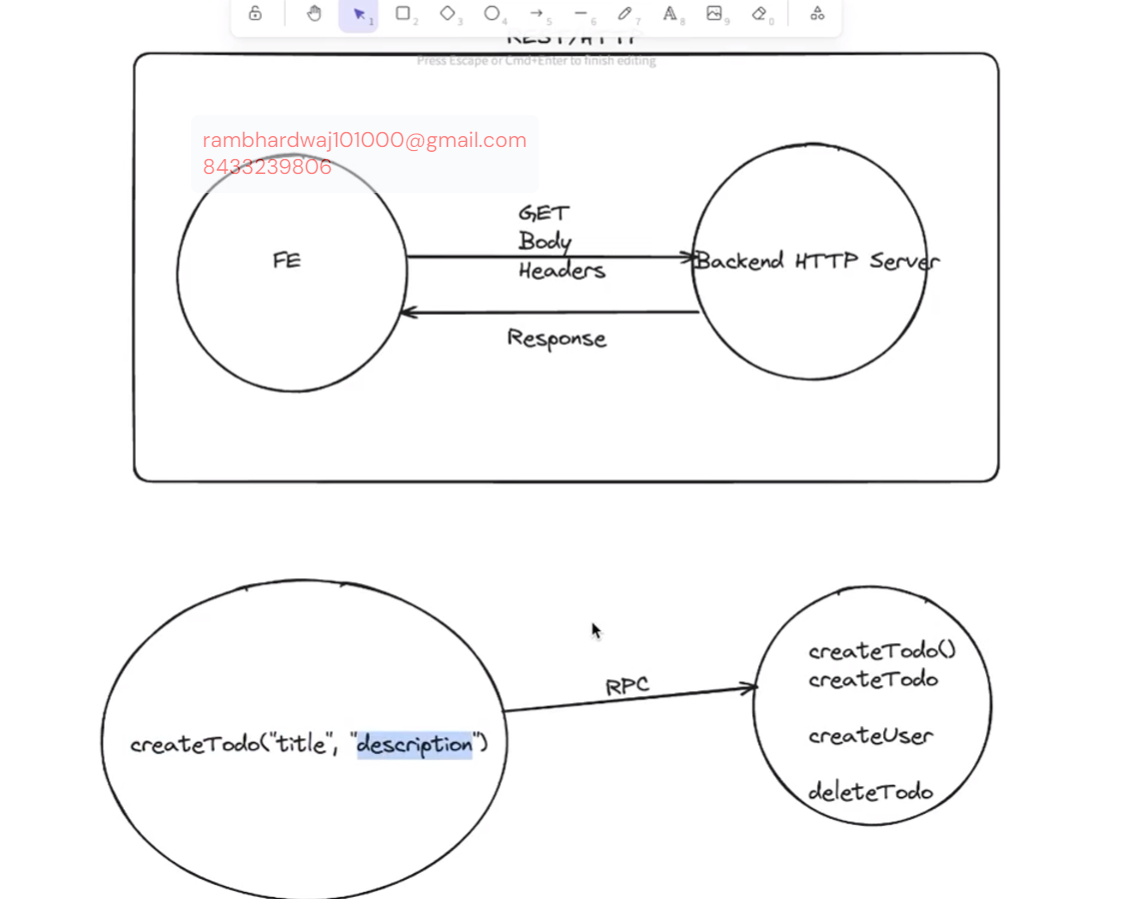 1
2
3
4
5
6
7
8
9
0
REST/HTTP
Press Escape or Cmd+Enter to finish editing
rambhardwaj101000@gmail.com
8433239806
GET
Body
Headers
FE
Backend HTTP Server
Response
RPC
createTodo("title", "description")
createTodo()
createTodo
createUser
deleteTodo